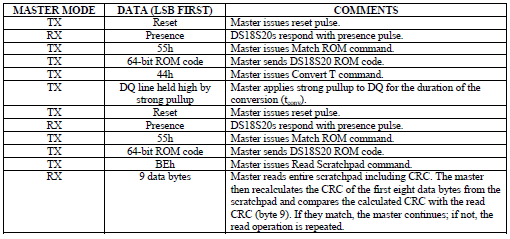 MASTER MODE DATA (LSB FIRST) COMMENTS
TX Reset Master issues reset pulse.
RX Presence DS18S20s respond with presence pulse.
TX 55h Master issues Match ROM command.
TX 64-bit ROM code Master sends DS18S20 ROM code.
TX 44h Master issues Convert T command.
TX DQ line held high by Master applies strong pullup to DQ for the duration of the
strong pullup conversion (tconv).
TX Reset Master issues reset pulse.
RX Presence DS18S20s respond with presence pulse.
TX 55h Master issues Match ROM command.
TX 64-bit ROM code Master sends DS18S20 ROM code.
TX BEh Master issues Read Scratchpad command.
RX 9 data bytes Master reads entire scratchpad including CRC. The master
then recalculates the CRC of the first eight data bytes from the
scratchpad and compares the calculated CRC with the read
CRC (byte 9). If they match, the master continues; if not, the
read operation is repeated.